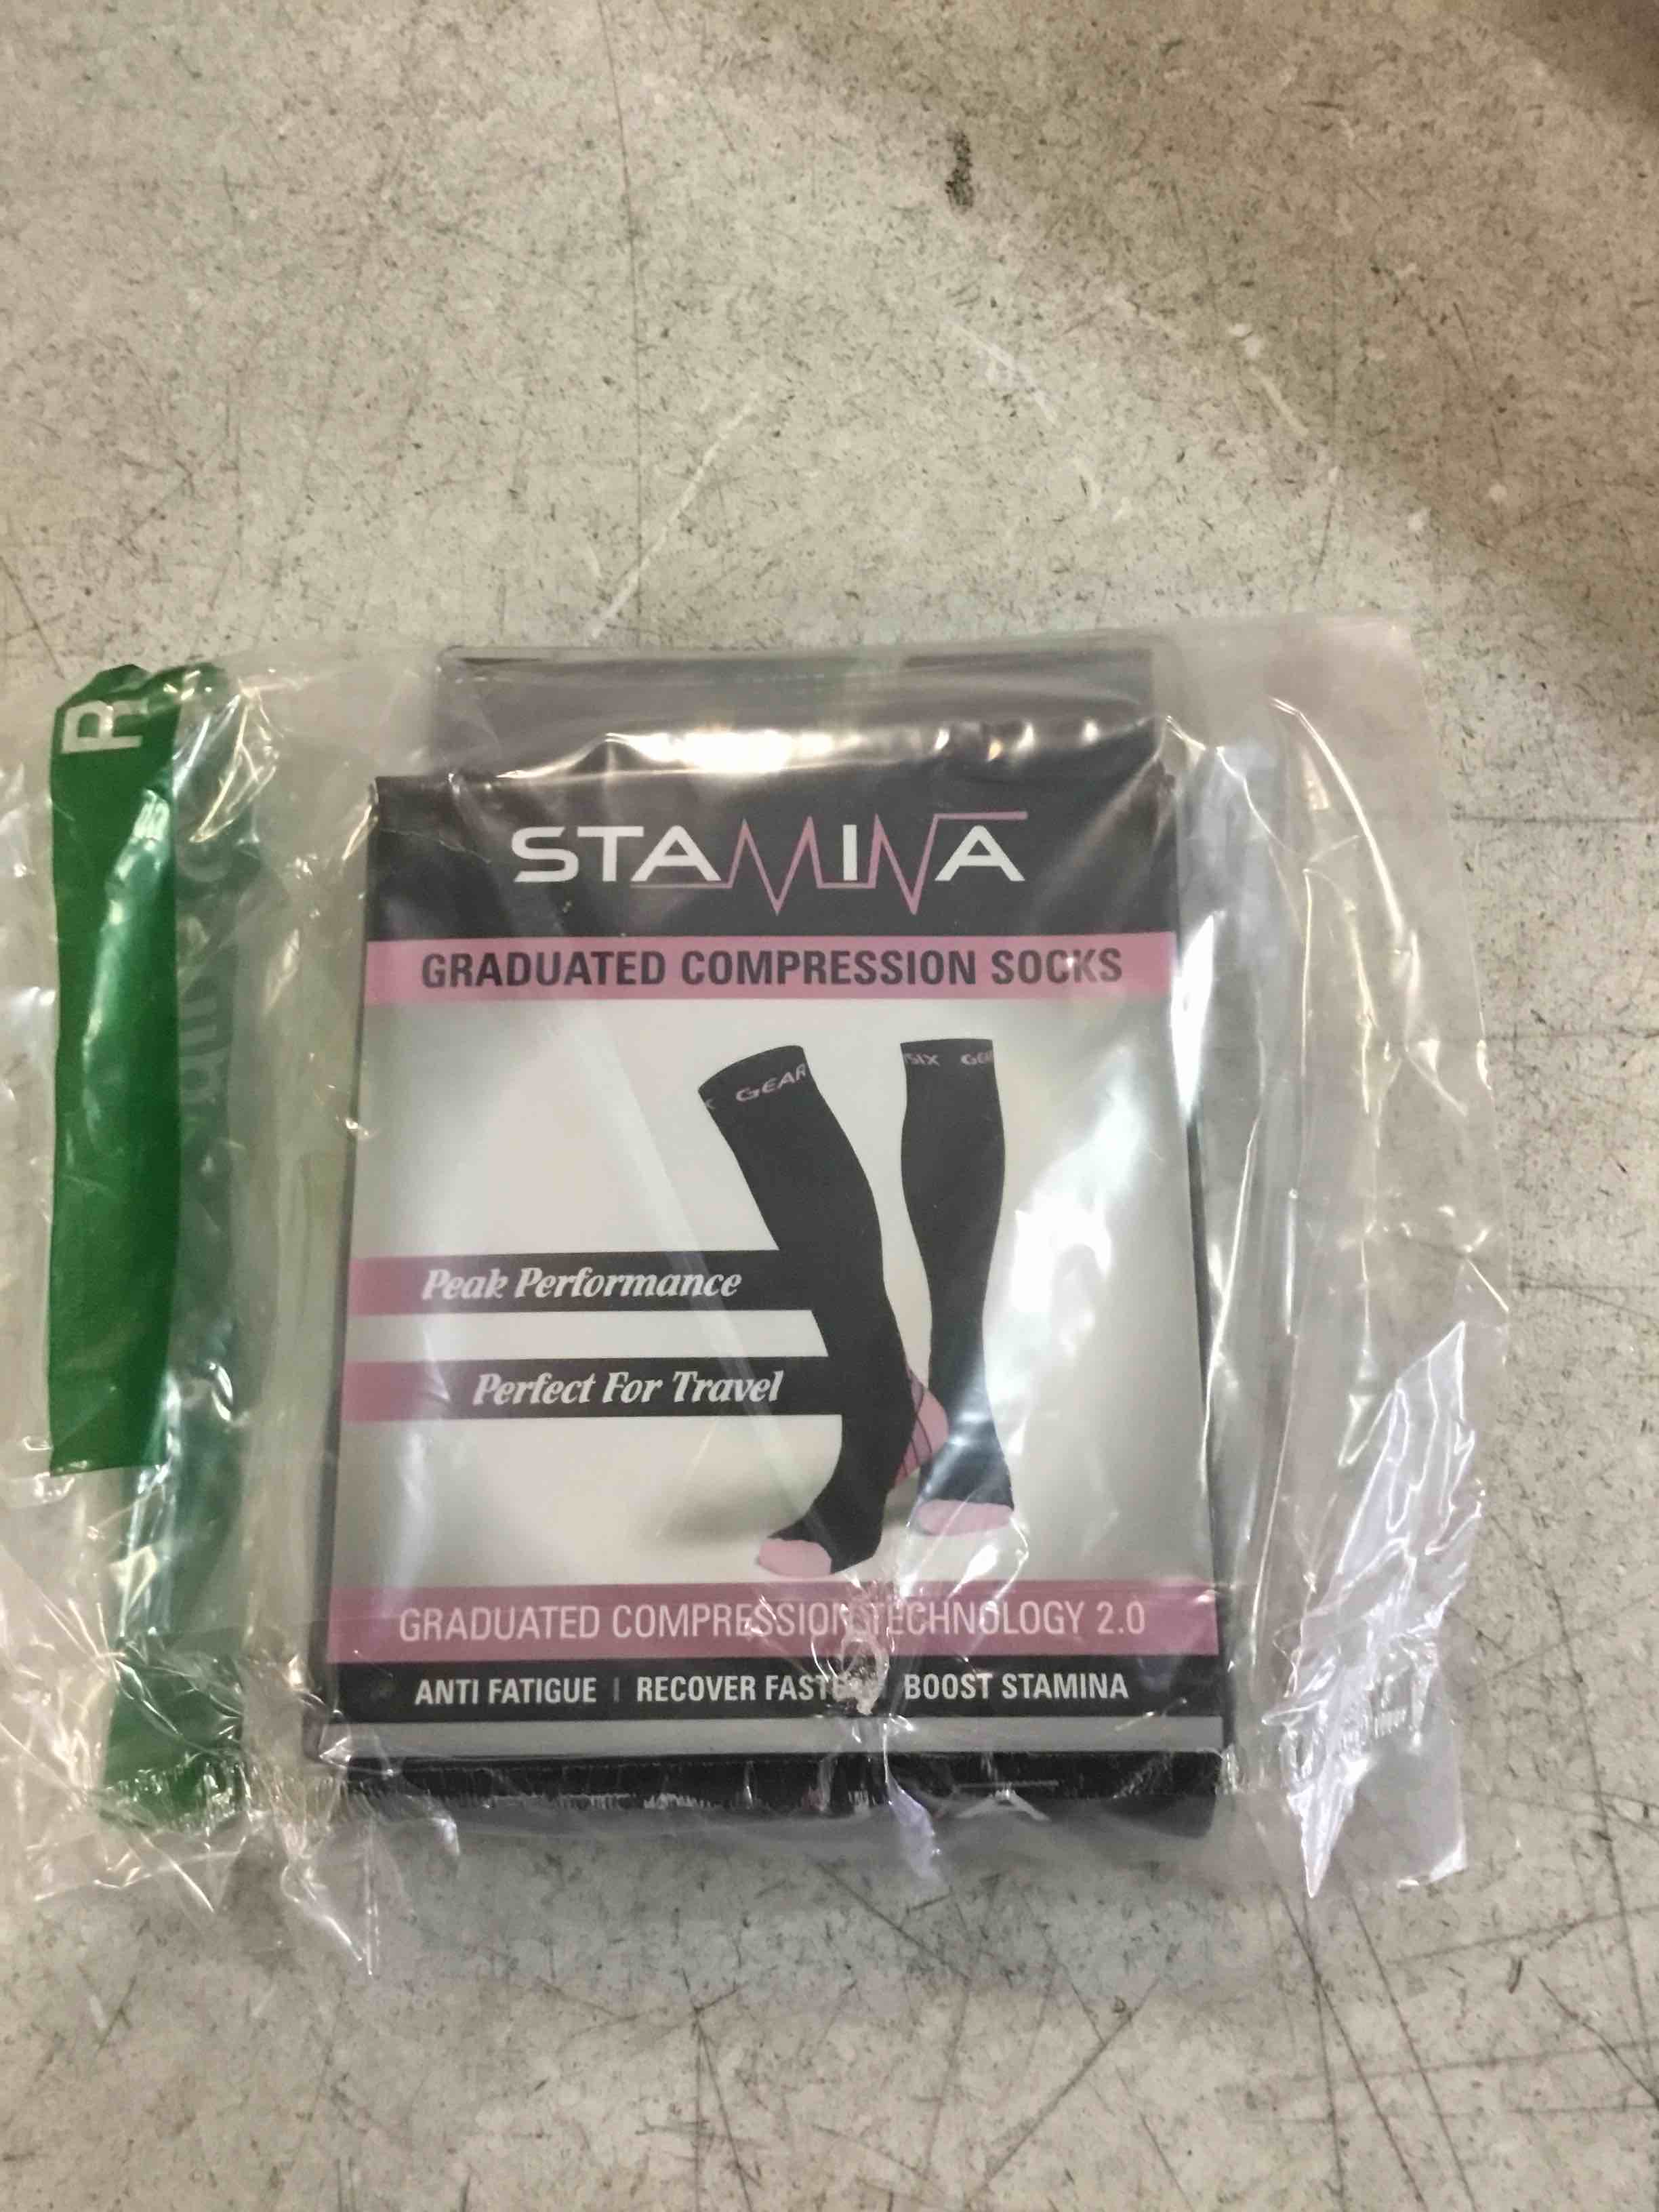 R
STAMINA
GRADUATED COMPRESSION SOCKS
GEAR
SIX GEAR
Peak Performance
Perfect For Travel
GRADUATED COMPRESSION TECHNOLOGY 2.0
ANTI FATIGUE | RECOVER FASTER BOOST STAMINA